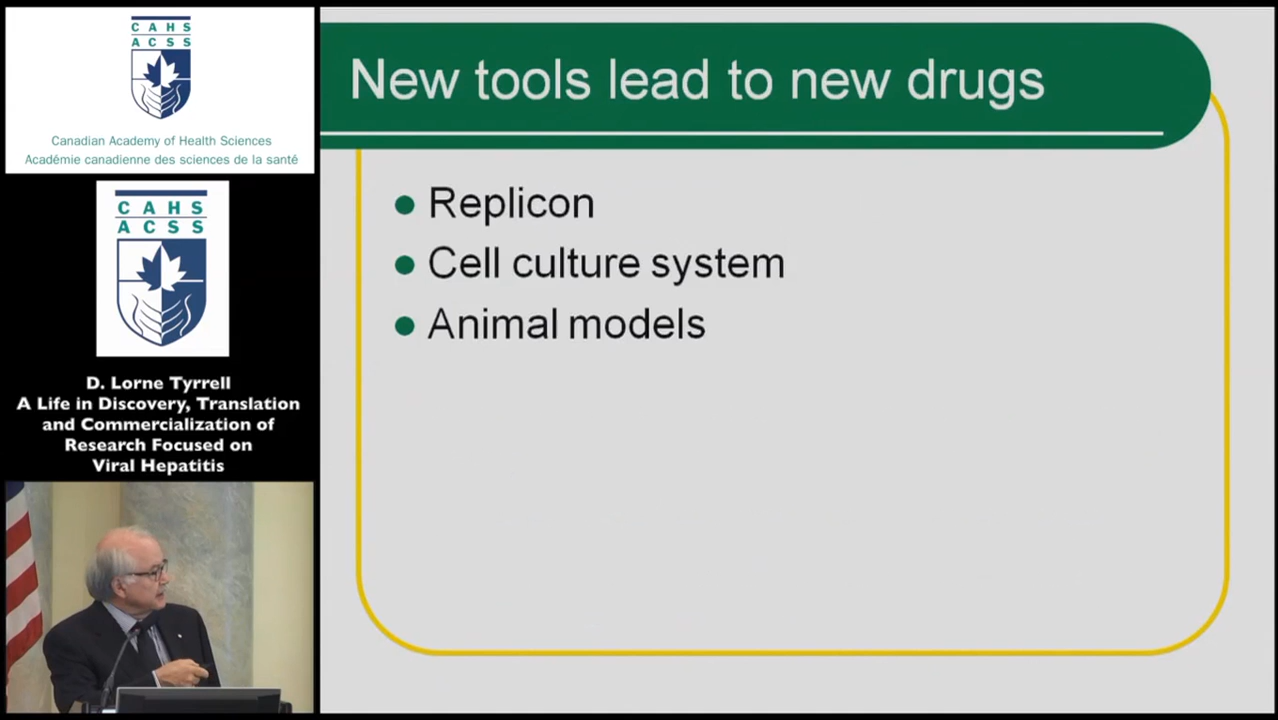 CAHS
ACSS
Canadian Academy of Health Sciences
Académie canadienne des sciences de la santé
CAHS
ACSS
D. Lorne Tyrrell
A Life in Discovery, Translation
and Commercialization of
Research Focused on
Viral Hepatitis
New tools lead to new drugs
Replicon
Cell culture system
Animal models